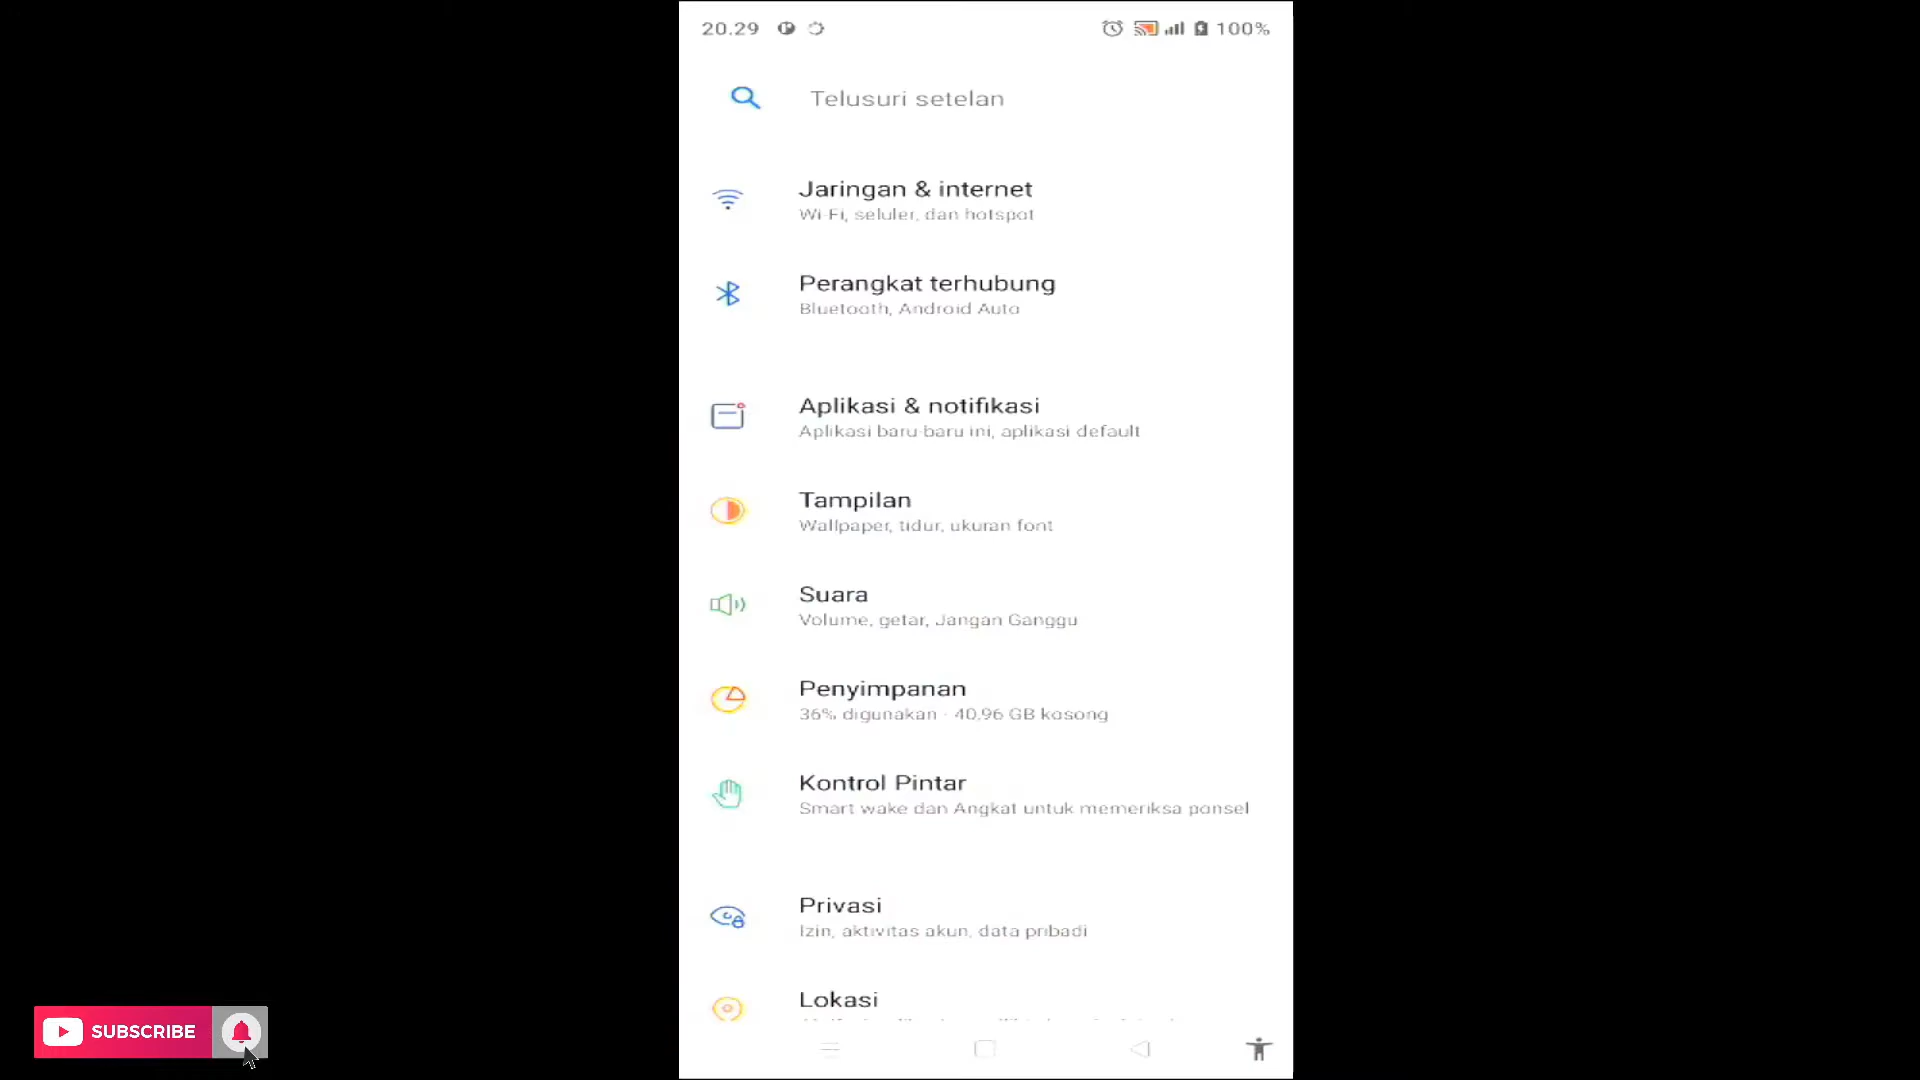 20.29
100%
Telusuri setelan
Jaringan & internet
Wi-Fi, seluler, dan hotspot
Perangkat terhubung
Bluetooth, Android Auto
Aplikasi & notifikasi
Aplikasi baru-baru ini, aplikasi default
Tampilan
Wallpaper, tidur, ukuran font
Suara
Volume, getar, Jangan Ganggu
Penyimpanan
36% digunakan · 40,96 GB kosong
Kontrol Pintar
Smart wake dan Angkat untuk memeriksa ponsel
Privasi
Izin, aktivitas akun, data pribadi
Lokasi
SUBSCRIBE